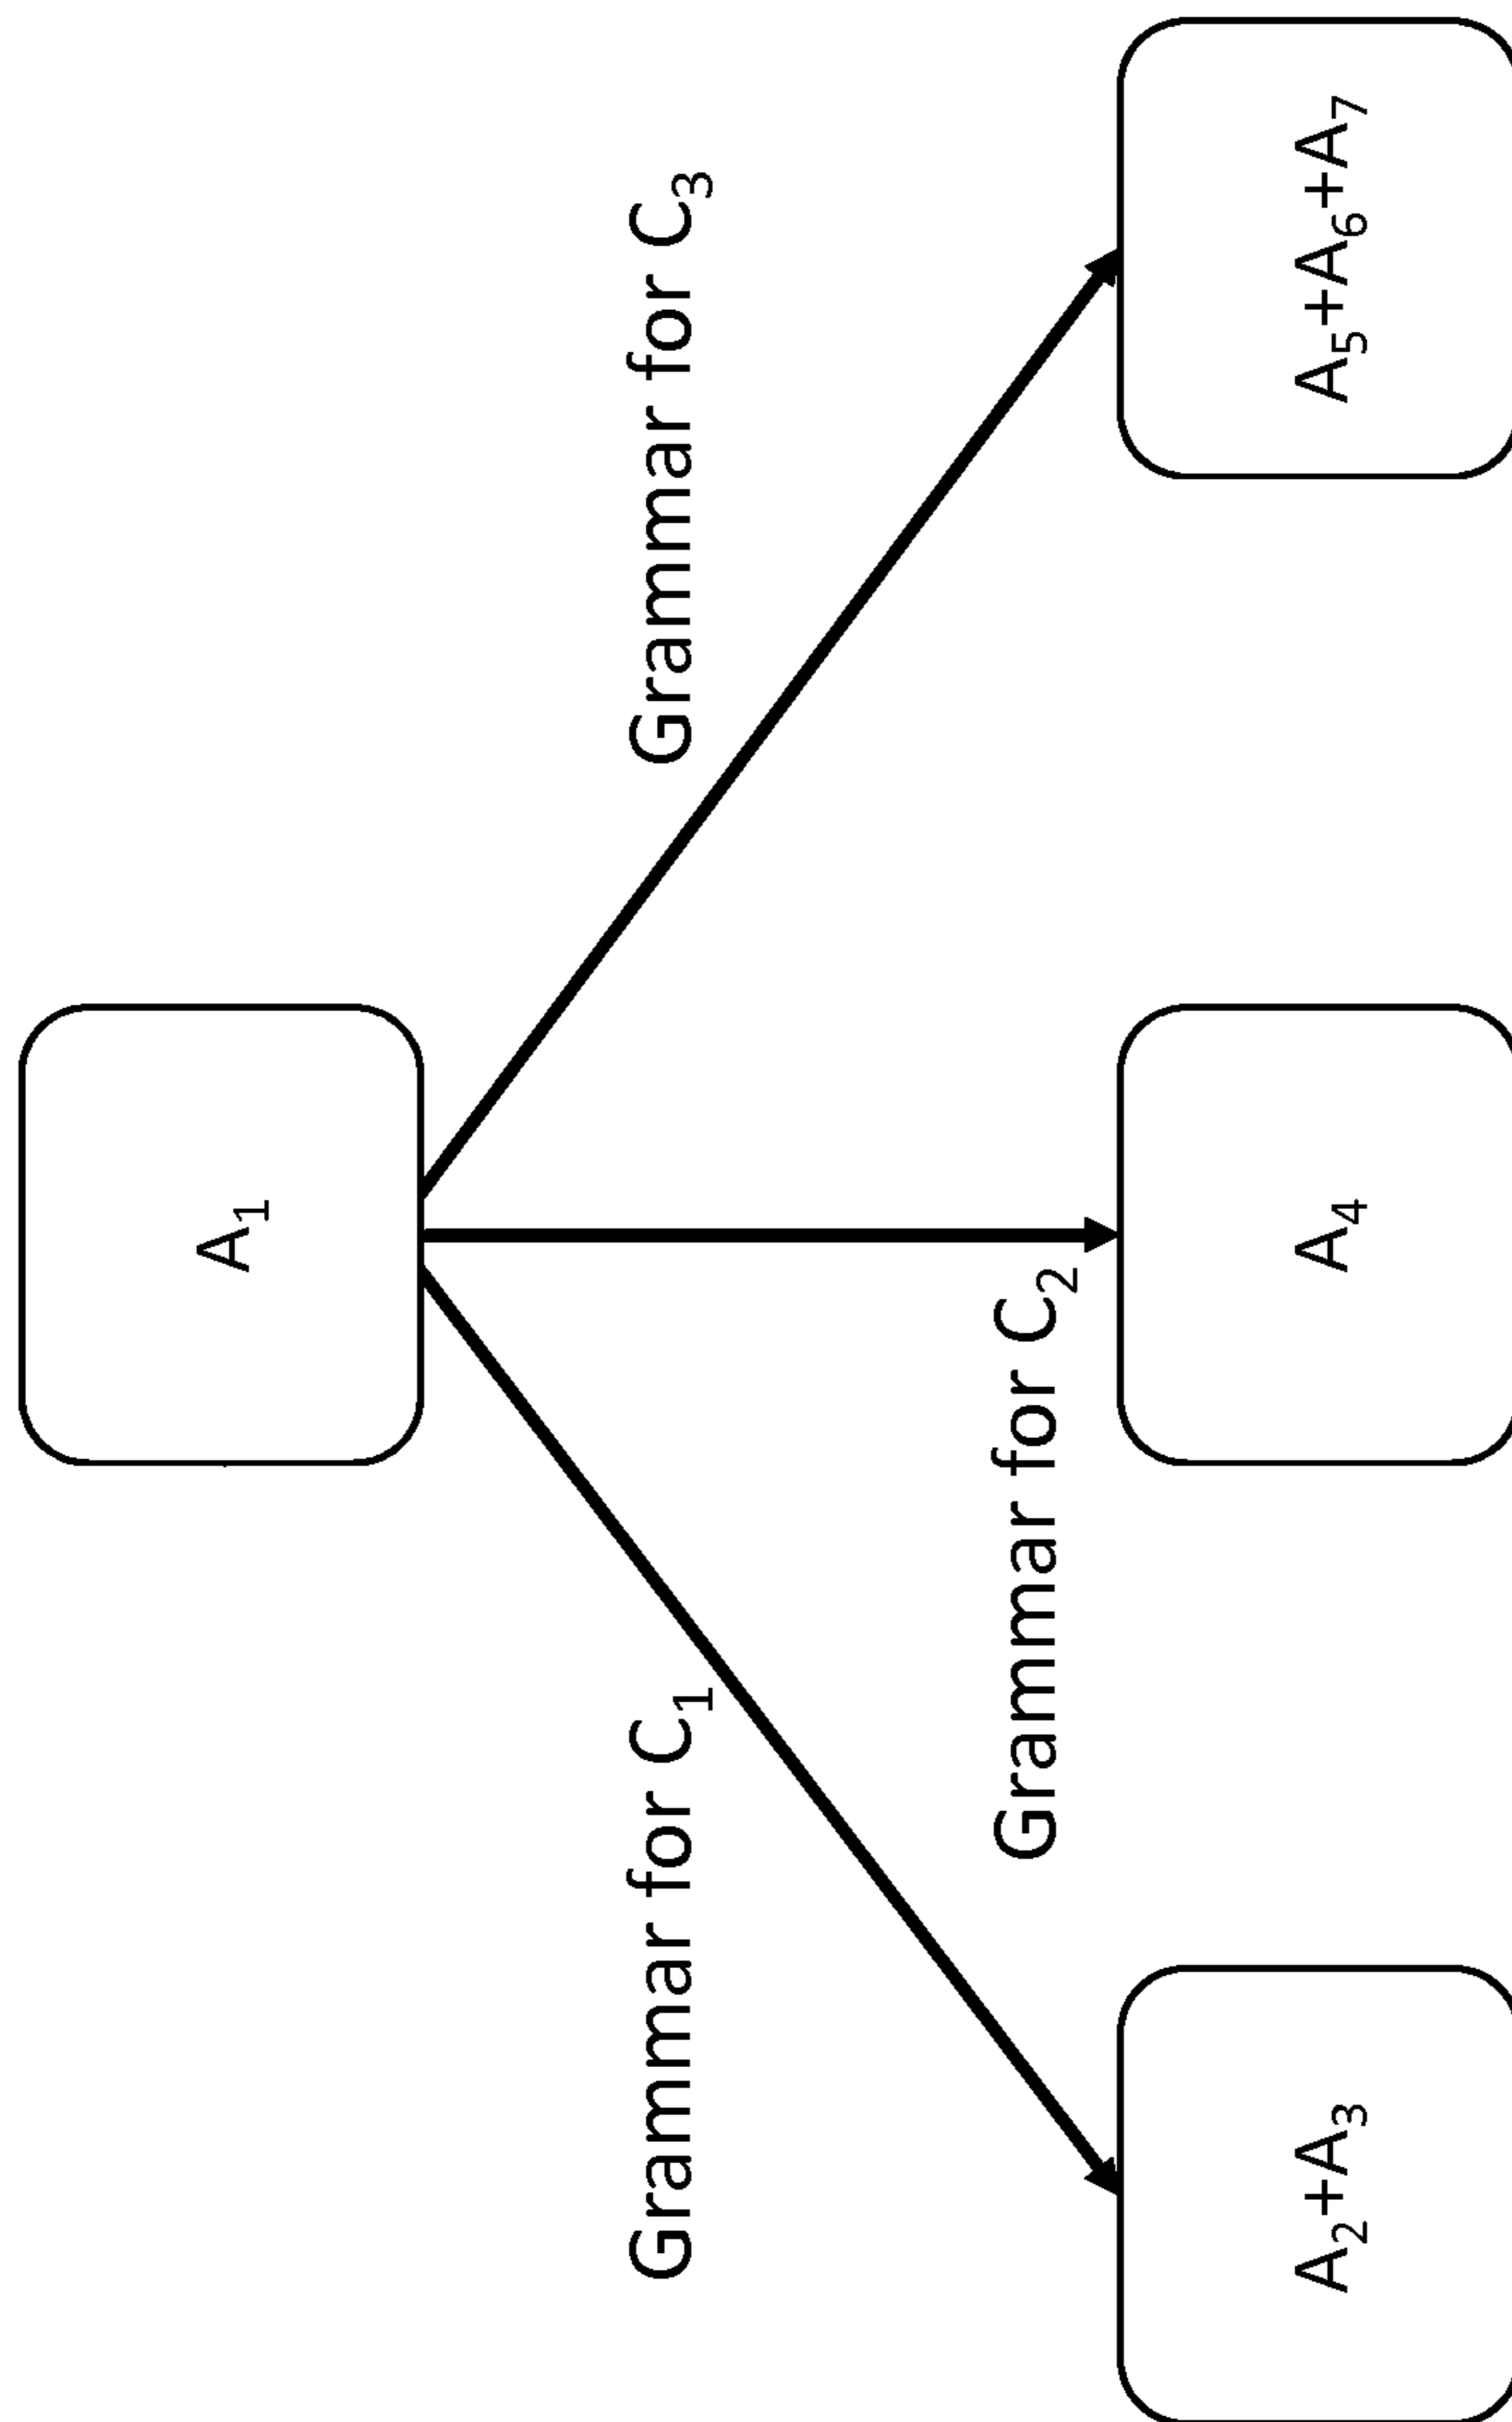 A₁
Grammar for C₁
Grammar for C₂
Grammar for C₃
A₂+A₃
A₄
A₅+A₆+A₇